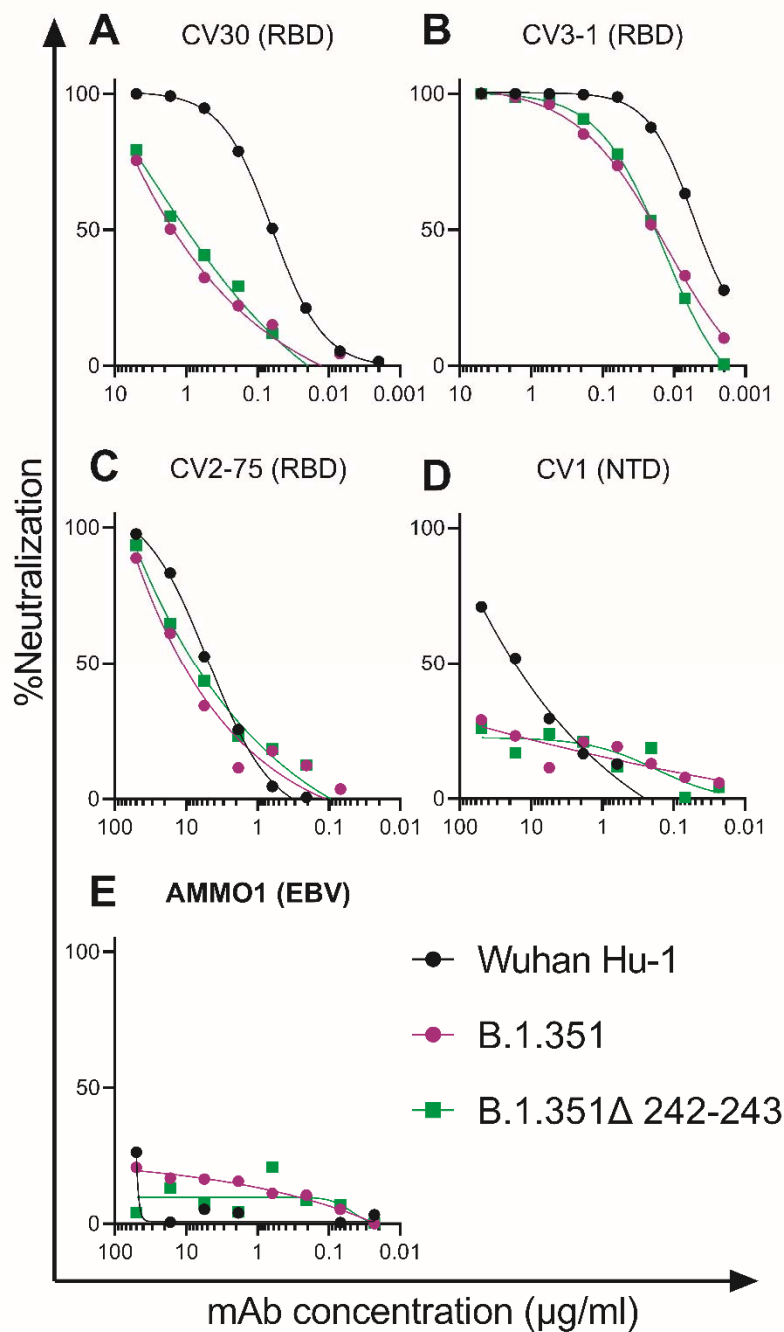 A CV30 (RBD)
B CV3-1 (RBD)
100
50
0
10 1 0.1 0.01 0.001
100
50
0
10 1 0.1 0.01 0.001
C CV2-75 (RBD)
D CV1 (NTD)
100
50
0
100 10 1 0.1 0.01
100
50
0
100 10 1 0.1 0.01
E AMMO1 (EBV)
100
50
0
100 10 1 0.1 0.01
Wuhan Hu-1
B.1.351
B.1.351Δ 242-243
%Neutralization
mAb concentration (µg/ml)